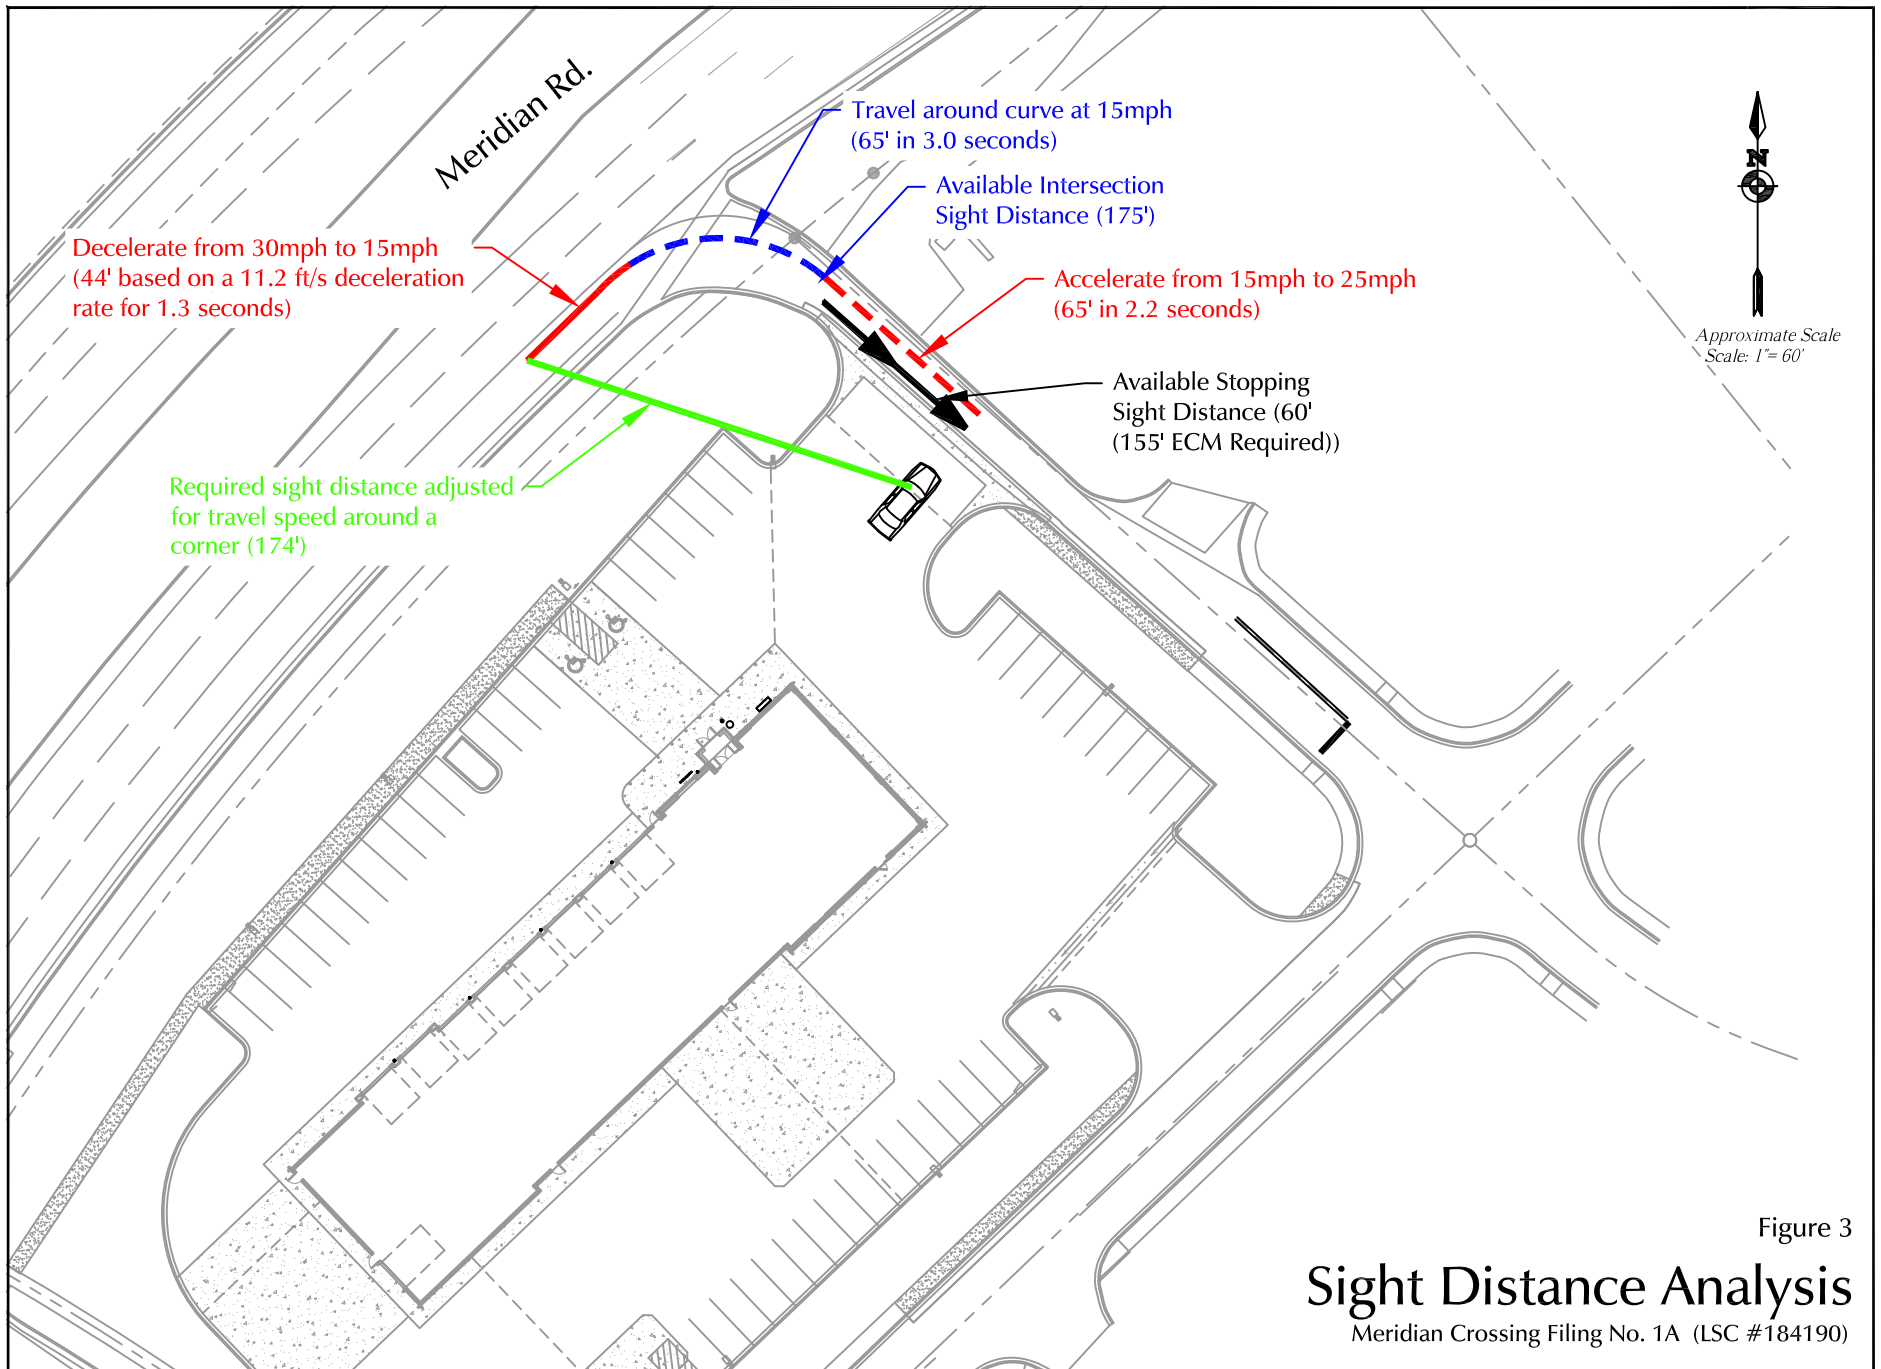 Meridian Rd.
Travel around curve at 15mph
(65' in 3.0 seconds)
Available Intersection
Sight Distance (175')
N
Decelerate from 30mph to 15mph
(44' based on a 11.2 ft/s deceleration
rate for 1.3 seconds)
Accelerate from 15mph to 25mph
(65' in 2.2 seconds)
Approximate Scale
Scale: 1"= 60'
Available Stopping
Sight Distance (60'
(155' ECM Required))
Required sight distance adjusted
for travel speed around a
corner (174')
Figure 3
Sight Distance Analysis
Meridian Crossing Filing No. 1A (LSC #184190)